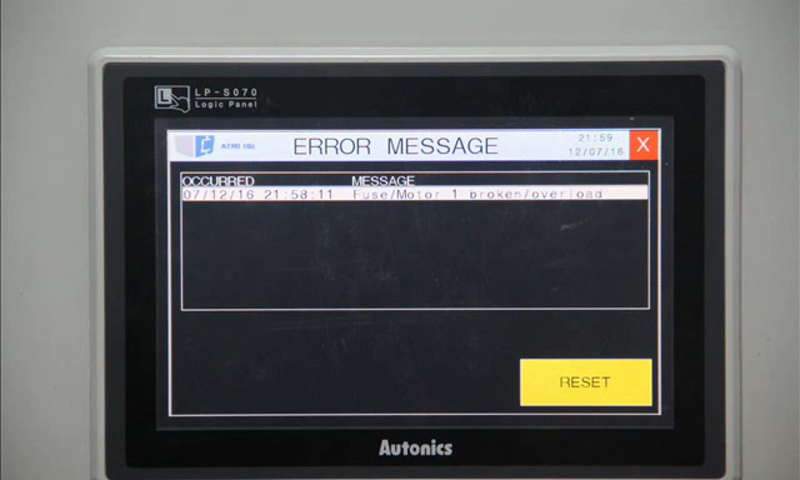 LP-S070
Logic Panel
ERROR MESSAGE
21:59
12/07/16
X
OCCURRED MESSAGE
07/12/16 21:58:11 Fuse/Motor 1 broken/overload
RESET
Autonics